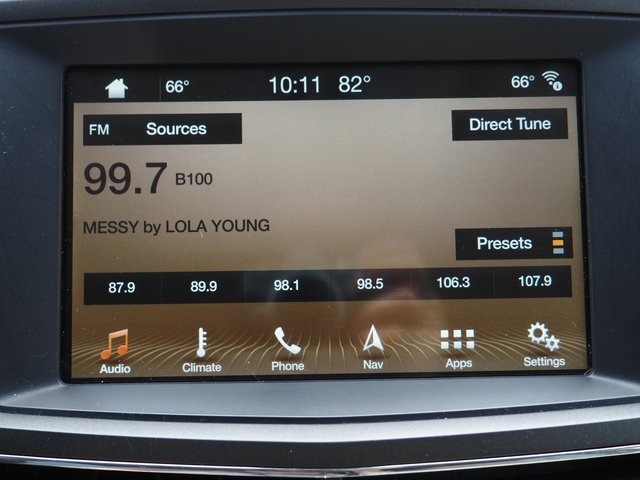 66° 10:11 82° 66°
FM Sources Direct Tune
99.7 B100
MESSY by LOLA YOUNG
Presets
87.9 89.9 98.1 98.5 106.3 107.9
Audio Climate Phone Nav Apps Settings